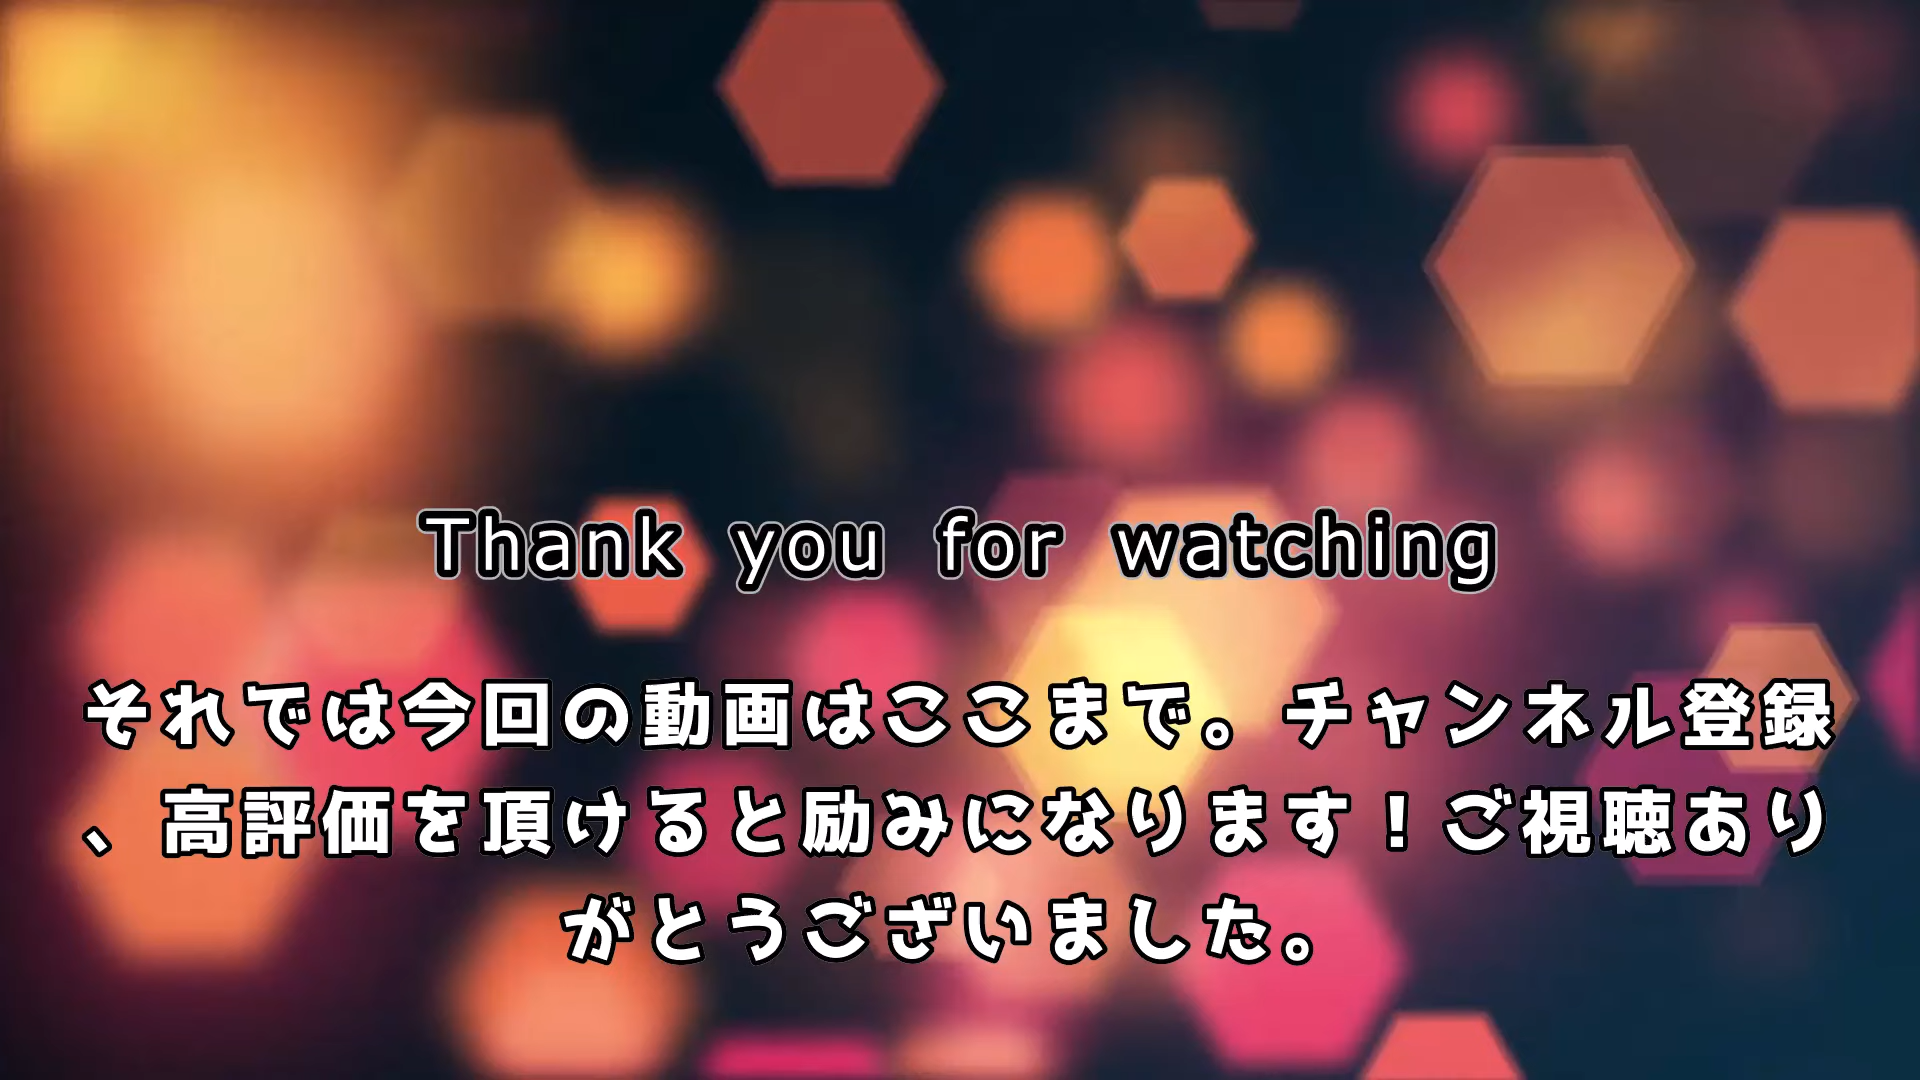 Thank you for watching
それでは今回の動画はここまで。チャンネル登録
、高評価を頂けると励みになります！ご視聴あり
がとうございました。